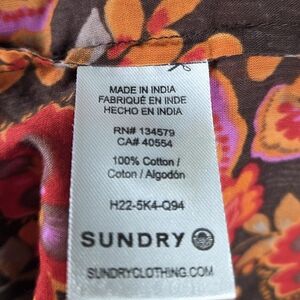 MADE IN INDIA
FABRIQUÉ EN INDE
HECHO EN INDIA
RN# 134579
CA# 40554
100% Cotton /
Coton / Algodón
H22-5K4-Q94
SUNDRY
SUNDRYCLOTHING.COM